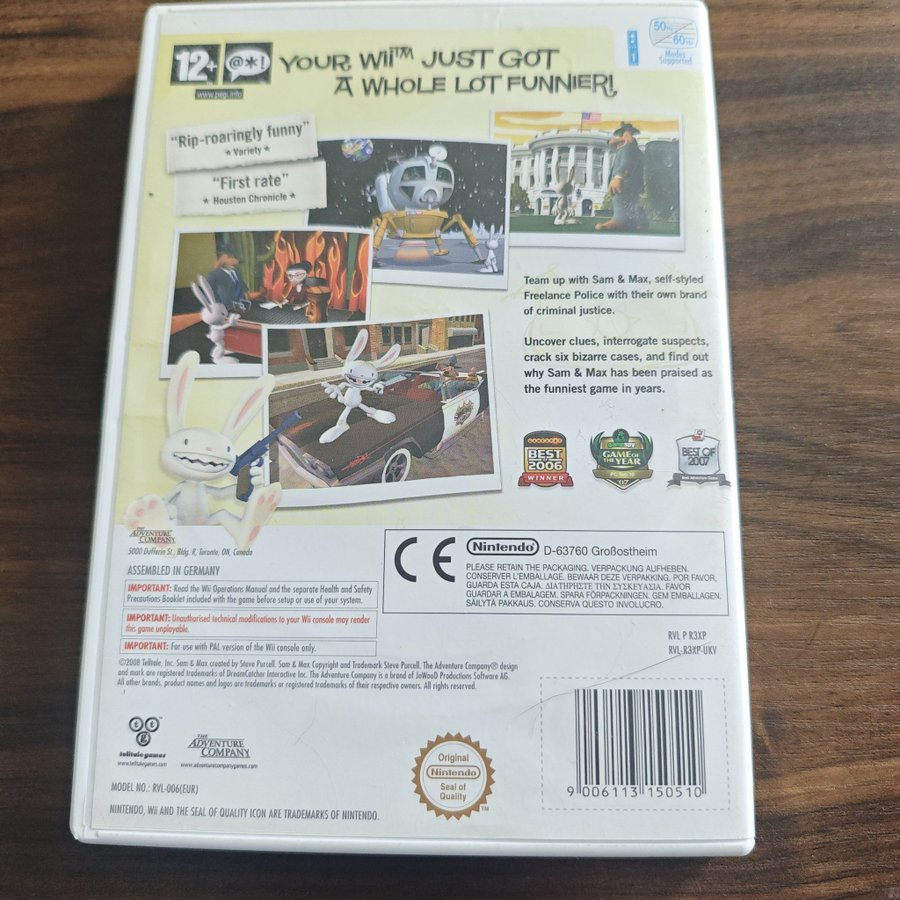 12+
@*!
www.pegi.info
YOUR Wii™ JUST GOT
A WHOLE LOT FUNNIER!
50Hz
60Hz
Modes
Supported
"Rip-roaringly funny"
★ Variety ★
"First rate"
★ Houston Chronicle ★
Team up with Sam & Max, self-styled
Freelance Police with their own brand
of criminal justice.
Uncover clues, interrogate suspects,
crack six bizarre cases, and find out
why Sam & Max has been praised as
the funniest game in years.
BEST
2006
WINNER
GameSpy
GAME OF
THE YEAR
'07
BEST OF
2007
Best Adventure Game
THE
ADVENTURE
COMPANY
5000 Dufferin St., Bldg. R, Toronto, ON, Canada
ASSEMBLED IN GERMANY
IMPORTANT: Read the Wii Operations Manual and the separate Health and Safety
Precautions Booklet included with the game before setup or use of your system.
IMPORTANT: Unauthorised technical modifications to your Wii console may render
this game unplayable.
IMPORTANT: For use with PAL version of the Wii console only.
CE
Nintendo D-63760 Großostheim
PLEASE RETAIN THE PACKAGING. VERPACKUNG AUFHEBEN.
CONSERVER L'EMBALLAGE. BEWAAR DEZE VERPAKKING. POR FAVOR,
GUARDA ESTA CAJA. ΔΙΑΤΗΡΗΣΤΕ ΤΗΝ ΣΥΣΚΕΥΑΣΙΑ. FAVOR
GUARDAR A EMBALAGEM. SPARA FÖRPACKNINGEN. GEM EMBALLAGEN.
SÄILYTÄ PAKKAUS. CONSERVA QUESTO INVOLUCRO.
RVL P R3XP
RVL-R3XP-UKV
©2008 Telltale, Inc. Sam & Max created by Steve Purcell. Sam & Max Copyright and Trademark Steve Purcell. The Adventure Company® design
and mark are registered trademarks of DreamCatcher Interactive Inc. The Adventure Company is a brand of JoWooD Productions Software AG.
All other brands, product names and logos are trademarks or registered trademarks of their respective owners. All rights reserved.
ttg
telltale games
www.telltalegames.com
THE
ADVENTURE
COMPANY
www.adventurecompanygames.com
Original
Nintendo
Seal of
Quality
TM
9 006113 150510
MODEL NO.: RVL-006(EUR)
NINTENDO, Wii AND THE SEAL OF QUALITY ICON ARE TRADEMARKS OF NINTENDO.